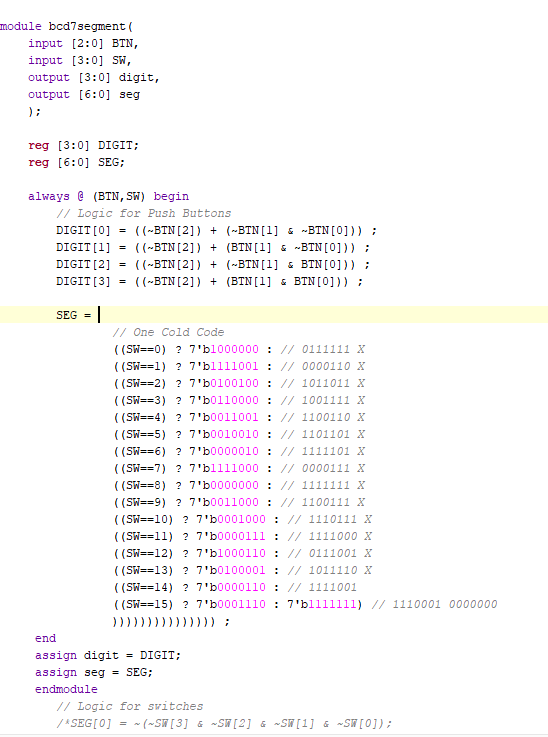 module bcd7segment(
    input [2:0] BTN,
    input [3:0] SW,
    output [3:0] digit,
    output [6:0] seg
    );

    reg [3:0] DIGIT;
    reg [6:0] SEG;

    always @ (BTN,SW) begin
        // Logic for Push Buttons
        DIGIT[0] = ((~BTN[2]) + (~BTN[1] & ~BTN[0])) ;
        DIGIT[1] = ((~BTN[2]) + (BTN[1] & ~BTN[0])) ;
        DIGIT[2] = ((~BTN[2]) + (~BTN[1] & BTN[0])) ;
        DIGIT[3] = ((~BTN[2]) + (BTN[1] & BTN[0])) ;

        SEG =
                // One Cold Code
                ((SW==0) ? 7'b1000000 : // 0111111 X
                ((SW==1) ? 7'b1111001 : // 0000110 X
                ((SW==2) ? 7'b0100100 : // 1011011 X
                ((SW==3) ? 7'b0110000 : // 1001111 X
                ((SW==4) ? 7'b0011001 : // 1100110 X
                ((SW==5) ? 7'b0010010 : // 1101101 X
                ((SW==6) ? 7'b0000010 : // 1111101 X
                ((SW==7) ? 7'b1111000 : // 0000111 X
                ((SW==8) ? 7'b0000000 : // 1111111 X
                ((SW==9) ? 7'b0011000 : // 1100111 X
                ((SW==10) ? 7'b0001000 : // 1110111 X
                ((SW==11) ? 7'b0000111 : // 1111000 X
                ((SW==12) ? 7'b1000110 : // 0111001 X
                ((SW==13) ? 7'b0100001 : // 1011110 X
                ((SW==14) ? 7'b0000110 : // 1111001
                ((SW==15) ? 7'b0001110 : 7'b1111111) // 1110001 0000000
                ))))))))))))))) ;
     end
     assign digit = DIGIT;
     assign seg = SEG;
     endmodule
        // Logic for switches
        /*SEG[0] = ~(~SW[3] & ~SW[2] & ~SW[1] & ~SW[0]);